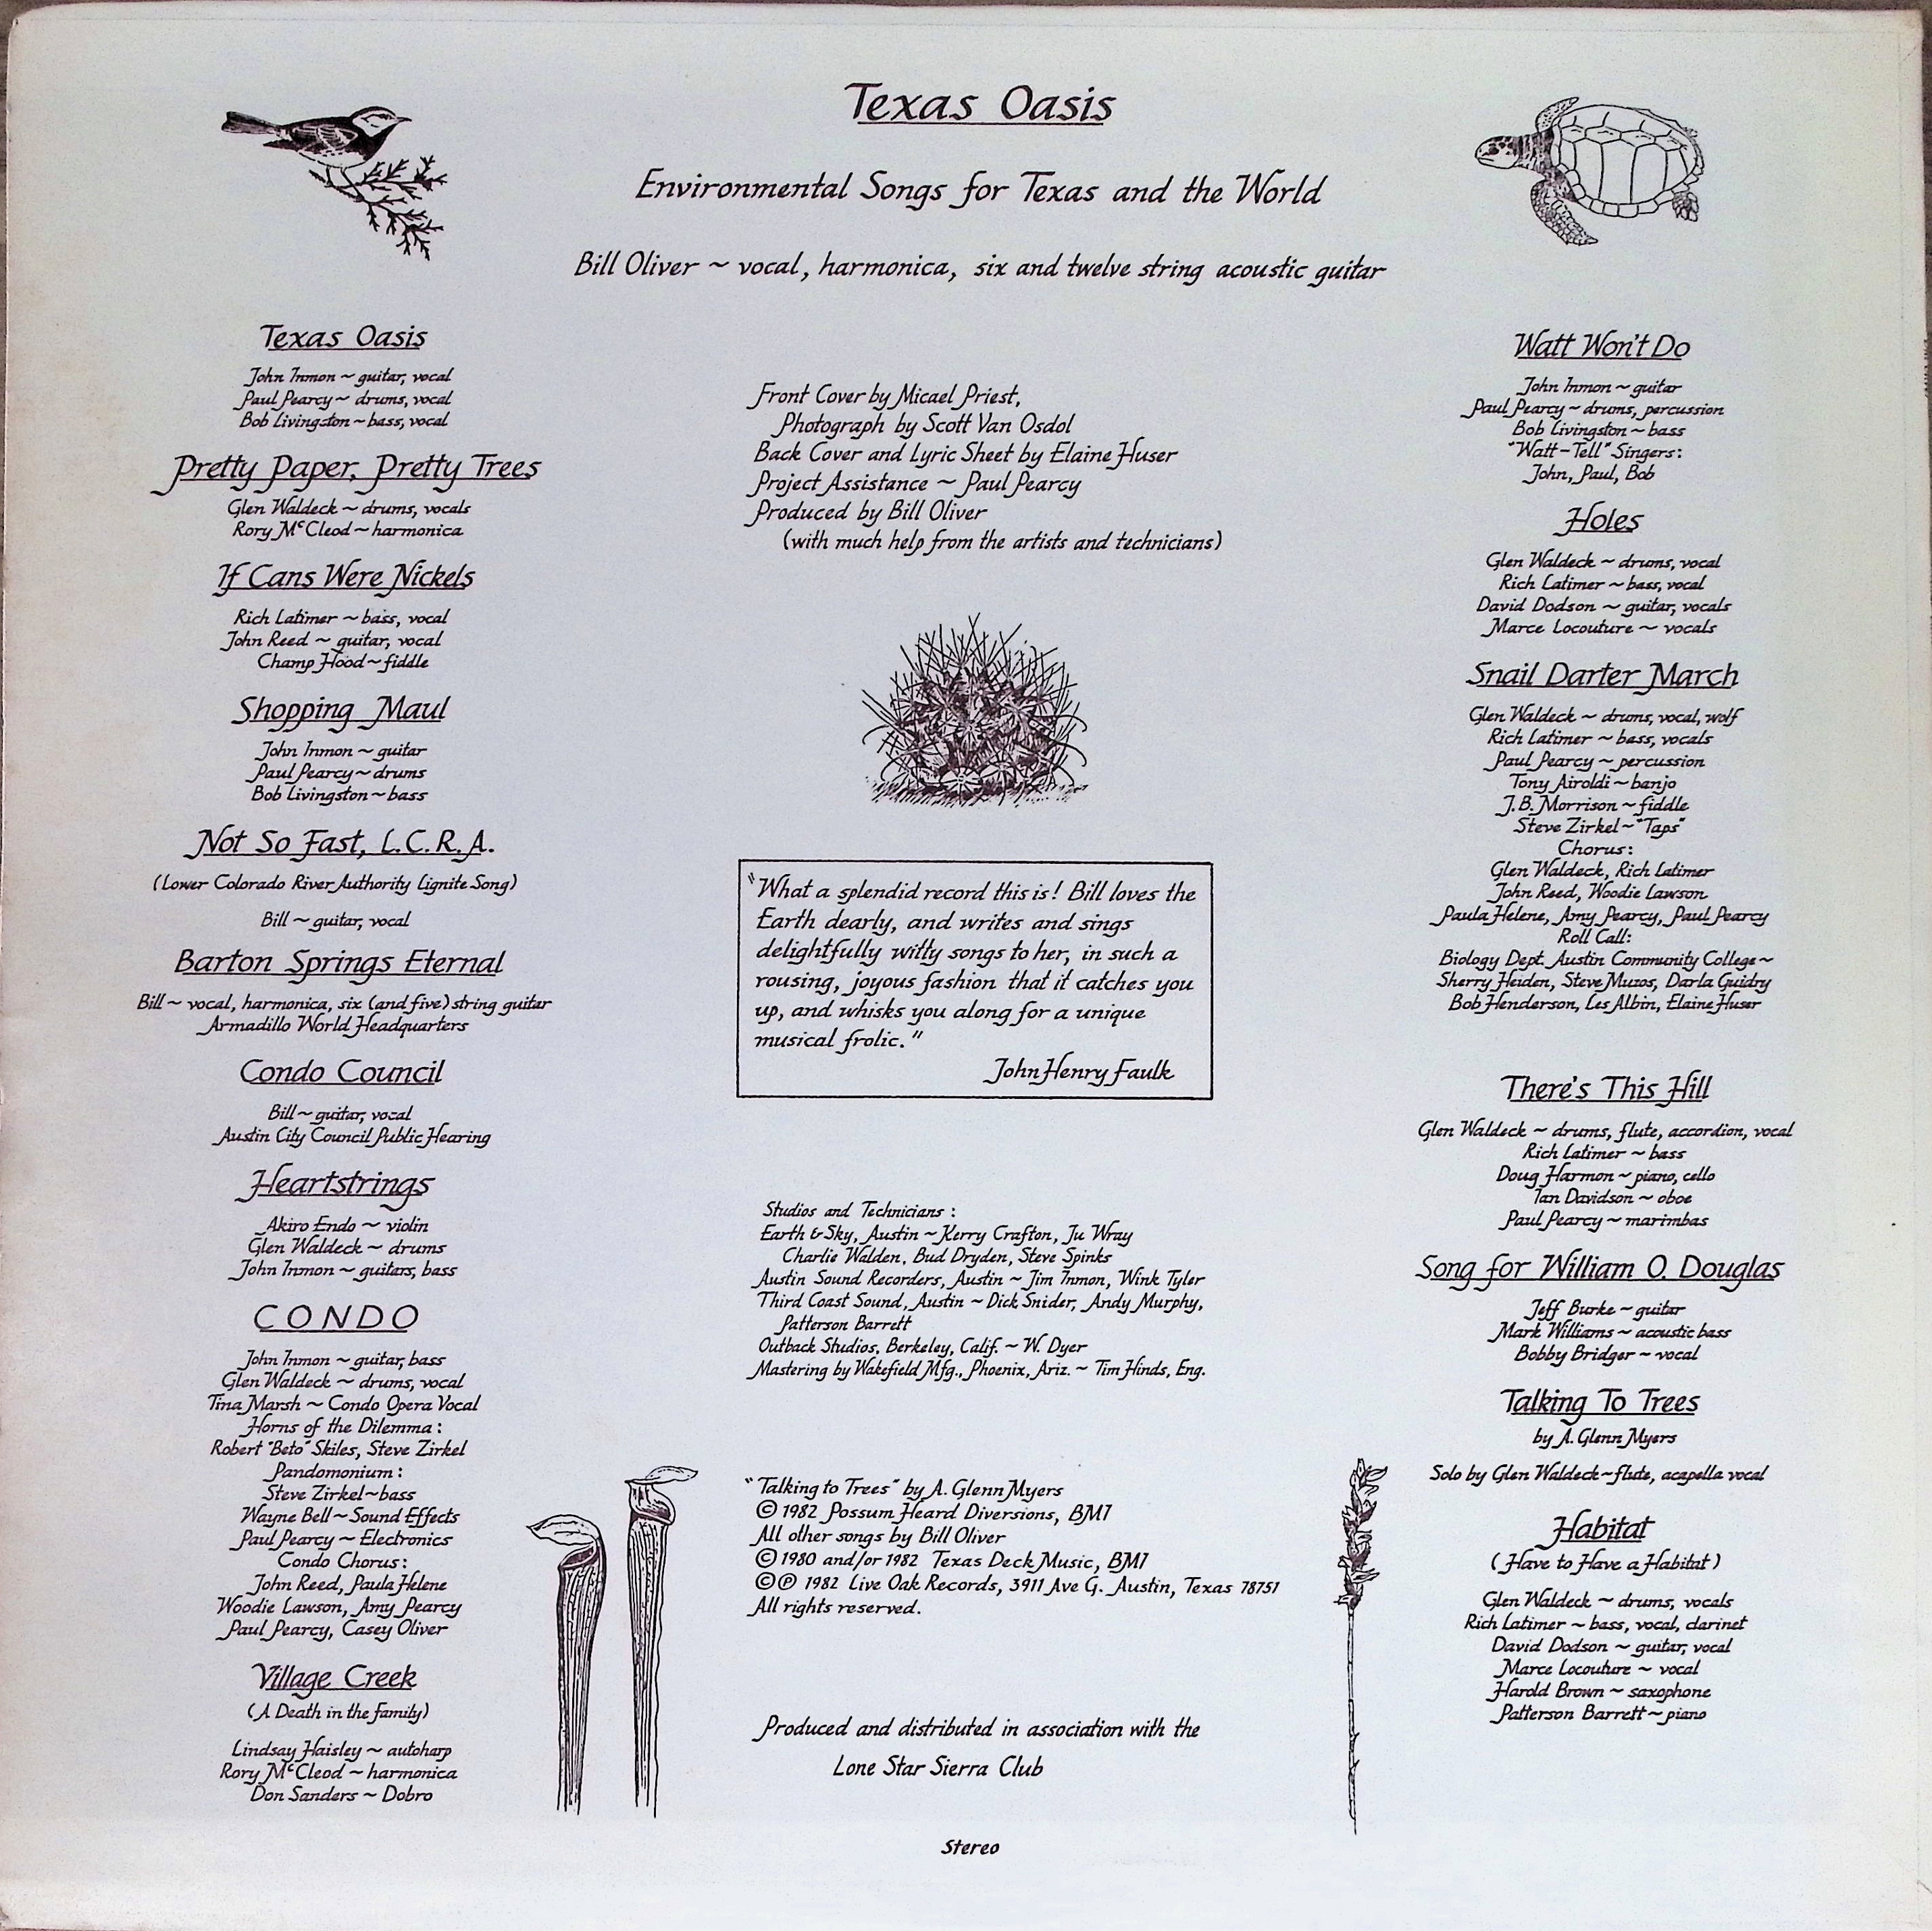 Texas Oasis
Environmental Songs for Texas and the World
Bill Oliver ~ vocal, harmonica, six and twelve string acoustic guitar
Texas Oasis
John Inmon ~ guitar, vocal
Paul Pearcy ~ drums, vocal
Bob Livingston ~ bass, vocal
Pretty Paper, Pretty Trees
Glen Waldeck ~ drums, vocals
Rory McCleod ~ harmonica
If Cans Were Nickels
Rich Latimer ~ bass, vocal
John Reed ~ guitar, vocal
Champ Hood ~ fiddle
Shopping Maul
John Inmon ~ guitar
Paul Pearcy ~ drums
Bob Livingston ~ bass
Not So Fast, L.C.R.A.
(Lower Colorado River Authority Lignite Song)
Bill ~ guitar, vocal
Barton Springs Eternal
Bill ~ vocal, harmonica, six (and five) string guitar
Armadillo World Headquarters
Condo Council
Bill ~ guitar, vocal
Austin City Council Public Hearing
Heartstrings
Akiro Endo ~ violin
Glen Waldeck ~ drums
John Inmon ~ guitars, bass
CONDO
John Inmon ~ guitar, bass
Glen Waldeck ~ drums, vocal
Tina Marsh ~ Condo Opera Vocal
Horns of the Dilemma:
Robert "Beto" Skiles, Steve Zirkel
Pandomonium:
Steve Zirkel ~ bass
Wayne Bell ~ Sound Effects
Paul Pearcy ~ Electronics
Condo Chorus:
John Reed, Paula Helene
Woodie Lawson, Amy Pearcy
Paul Pearcy, Casey Oliver
Village Creek
(A Death in the family)
Lindsay Haisley ~ autoharp
Rory McCleod ~ harmonica
Don Sanders ~ Dobro
Front Cover by Micael Priest,
Photograph by Scott Van Osdol
Back Cover and Lyric Sheet by Elaine Huser
Project Assistance ~ Paul Pearcy
Produced by Bill Oliver
(with much help from the artists and technicians)
"What a splendid record this is! Bill loves the
Earth dearly, and writes and sings
delightfully witty songs to her, in such a
rousing, joyous fashion that it catches you
up, and whisks you along for a unique
musical frolic."
John Henry Faulk
Studios and Technicians:
Earth & Sky, Austin ~ Kerry Crafton, Ju Wray
Charlie Walden, Bud Dryden, Steve Spinks
Austin Sound Recorders, Austin ~ Jim Inmon, Wink Tyler
Third Coast Sound, Austin ~ Dick Snider, Andy Murphy,
Patterson Barrett
Outback Studios, Berkeley, Calif. ~ W. Dyer
Mastering by Wakefield Mfg., Phoenix, Ariz. ~ Tim Hinds, Eng.
"Talking to Trees" by A. Glenn Myers
© 1982 Possum Heard Diversions, BMI
All other songs by Bill Oliver
© 1980 and/or 1982 Texas Deck Music, BMI
©℗ 1982 Live Oak Records, 3911 Ave G. Austin, Texas 78751
All rights reserved.
Produced and distributed in association with the
Lone Star Sierra Club
Stereo
Watt Won't Do
John Inmon ~ guitar
Paul Pearcy ~ drums, percussion
Bob Livingston ~ bass
"Watt-Tell" Singers:
John, Paul, Bob
Holes
Glen Waldeck ~ drums, vocal
Rich Latimer ~ bass, vocal
David Dodson ~ guitar, vocals
Marce Locouture ~ vocals
Snail Darter March
Glen Waldeck ~ drums, vocal, wolf
Rich Latimer ~ bass, vocals
Paul Pearcy ~ percussion
Tony Airoldi ~ banjo
J.B. Morrison ~ fiddle
Steve Zirkel ~ "Taps"
Chorus:
Glen Waldeck, Rich Latimer
John Reed, Woodie Lawson
Paula Helene, Amy Pearcy, Paul Pearcy
Roll Call:
Biology Dept. Austin Community College ~
Sherry Heiden, Steve Muzos, Darla Guidry
Bob Henderson, Les Albin, Elaine Huser
There's This Hill
Glen Waldeck ~ drums, flute, accordion, vocal
Rich Latimer ~ bass
Doug Harmon ~ piano, cello
Ian Davidson ~ oboe
Paul Pearcy ~ marimbas
Song for William O. Douglas
Jeff Burke ~ guitar
Mark Williams ~ acoustic bass
Bobby Bridger ~ vocal
Talking To Trees
by A. Glenn Myers
Solo by Glen Waldeck ~ flute, acapella vocal
Habitat
(Have to Have a Habitat)
Glen Waldeck ~ drums, vocals
Rich Latimer ~ bass, vocal, clarinet
David Dodson ~ guitar, vocal
Marce Locouture ~ vocal
Harold Brown ~ saxophone
Patterson Barrett ~ piano